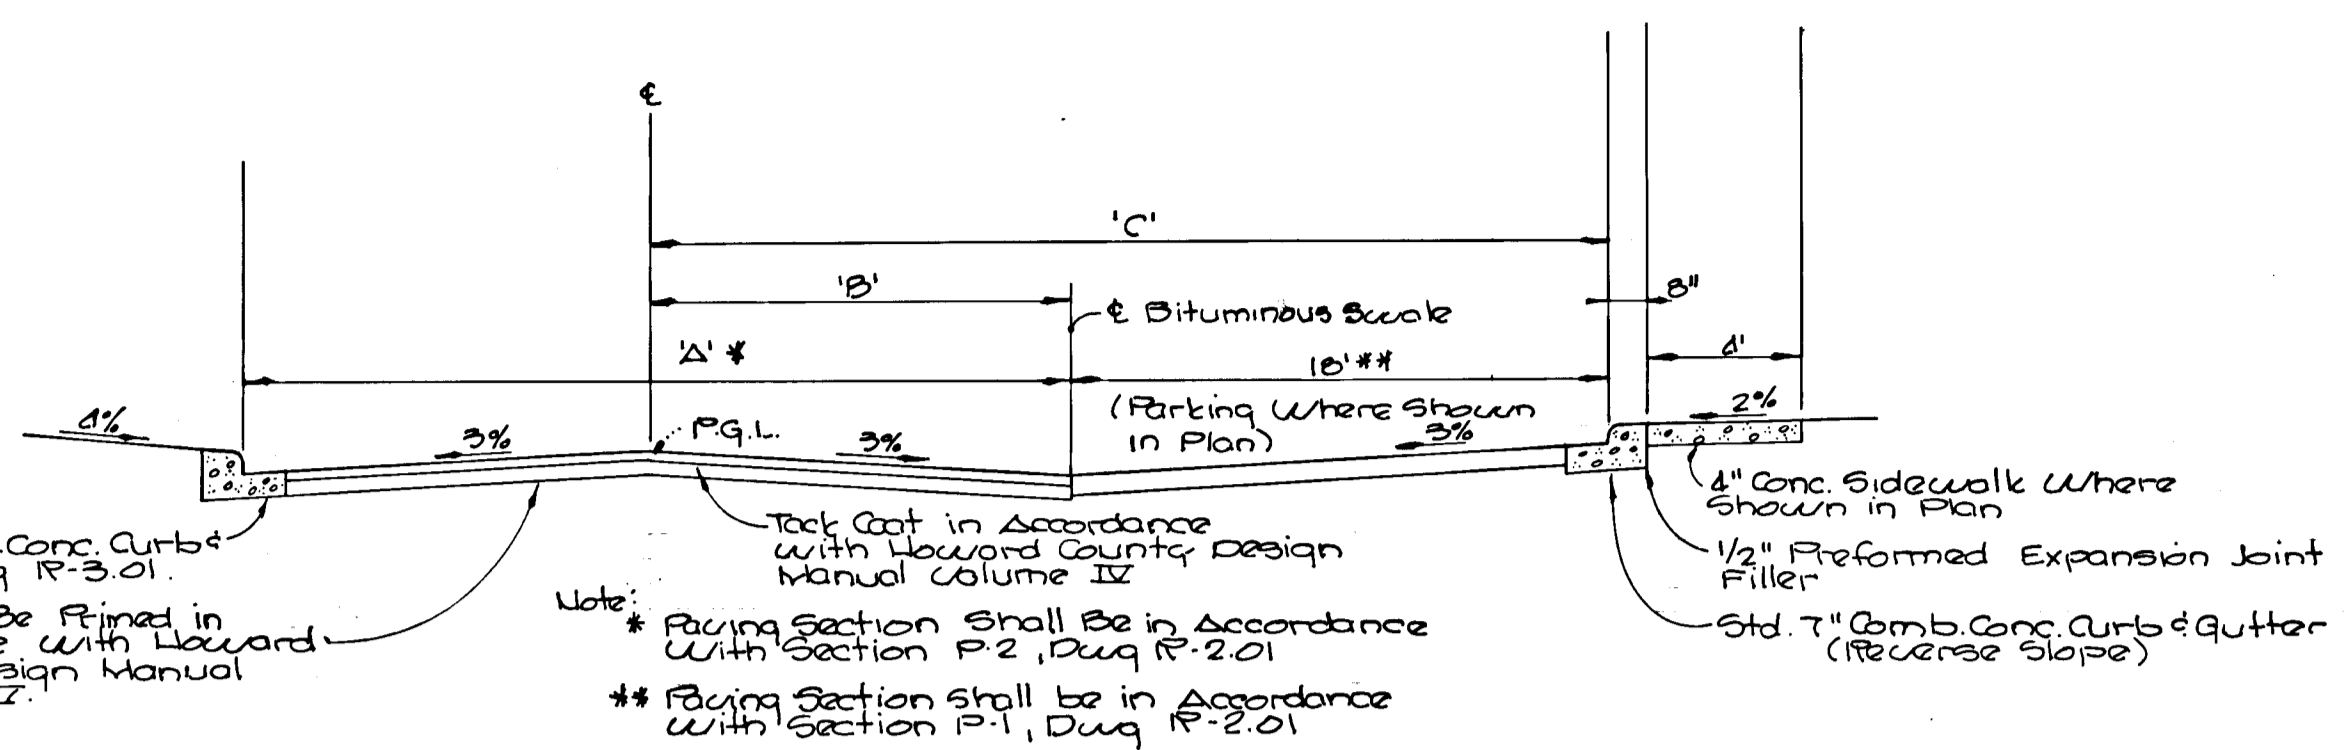 ℄
'C'
'B'
8"
℄ Bituminous Swale
'A' *
18' **
4'
4%
3%
P.G.L.
3%
(Parking Where Shown
in Plan)
3%
2%
4" Conc. Sidewalk Where
Shown in Plan
Conc. Curb &
R-3.01.
Be Primed in
with Howard
Manual
Tack Coat in Accordance
with Howard County Design
Manual Volume IV
1/2" Preformed Expansion Joint
Filler
Std. 7" Comb. Conc. Curb & Gutter
(Reverse Slope)
Note:
* Paving Section Shall Be in Accordance
With Section P-2, Dwg R-2.01
** Paving Section Shall be in Accordance
With Section P-1, Dwg R-2.01